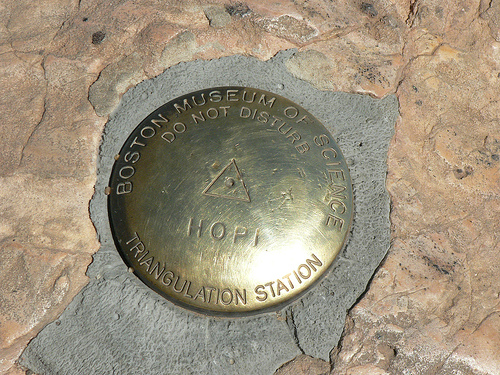 BOSTON MUSEUM OF SCIENCE
DO NOT DISTURB
HOPI
TRIANGULATION STATION